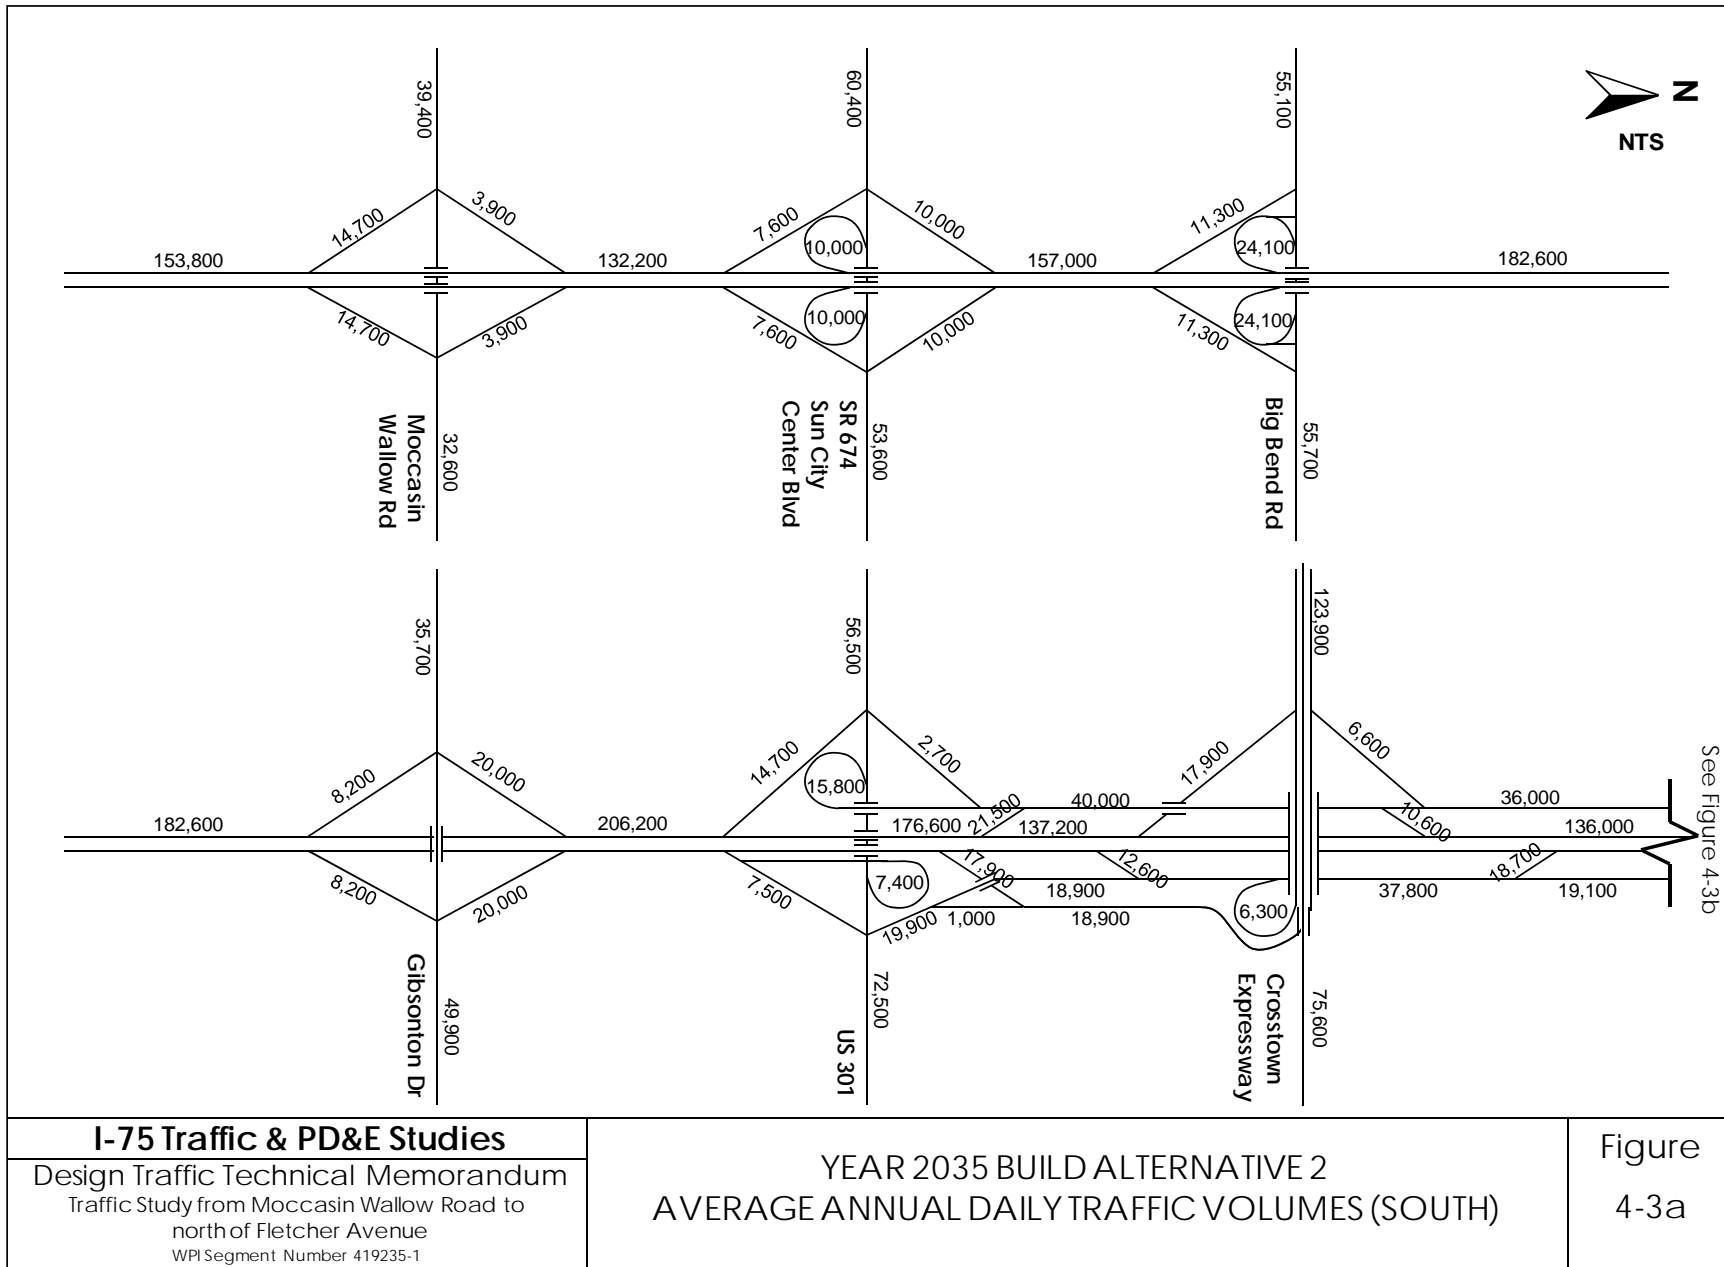 39,400
60,400
55,100
N
NTS
14,700
3,900
7,600
10,000
10,000
11,300
24,100
153,800
132,200
157,000
182,600
14,700
3,900
7,600
10,000
10,000
11,300
24,100
Moccasin
Wallow Rd
32,600
SR 674
Sun City
Center Blvd
53,600
Big Bend Rd
55,700
35,700
56,500
123,900
8,200
20,000
14,700
15,800
2,700
17,900
6,600
182,600
206,200
176,600
21,500
40,000
137,200
36,000
10,600
136,000
See Figure 4-3b
8,200
20,000
7,500
7,400
17,900
12,600
18,900
18,700
37,800
19,100
19,900
1,000
18,900
6,300
Gibsonton Dr
49,900
US 301
72,500
Crosstown
Expressway
75,600
I-75 Traffic & PD&E Studies
Design Traffic Technical Memorandum
Traffic Study from Moccasin Wallow Road to
north of Fletcher Avenue
WPI Segment Number 419235-1
YEAR 2035 BUILD ALTERNATIVE 2
AVERAGE ANNUAL DAILY TRAFFIC VOLUMES (SOUTH)
Figure
4-3a